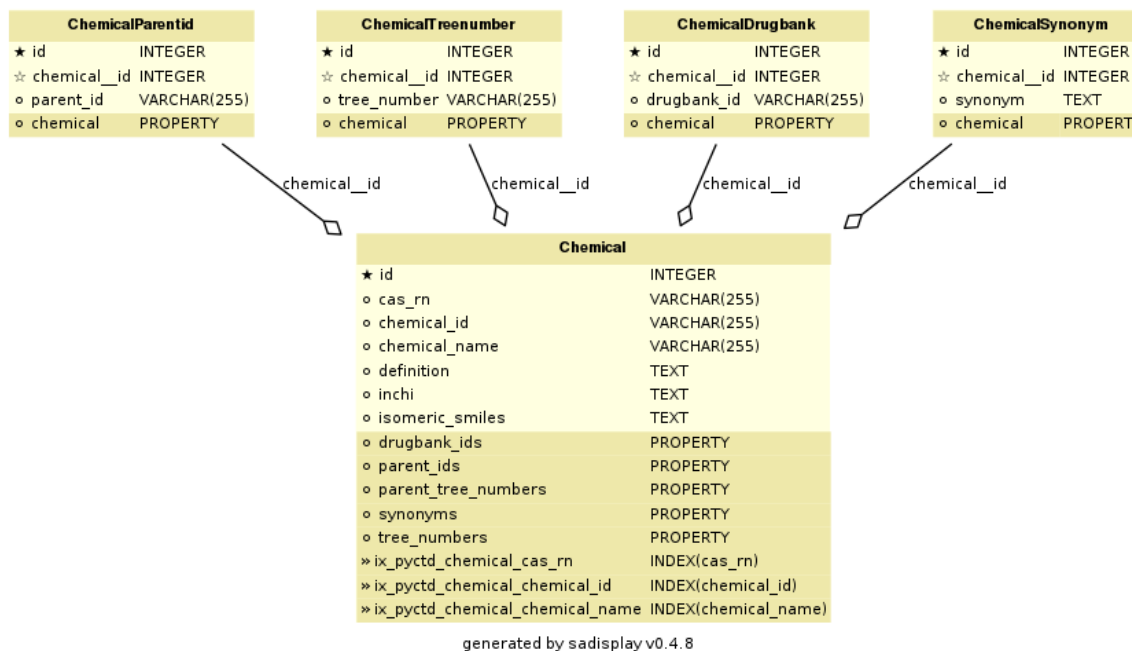 ChemicalParentid
★ id INTEGER
☆ chemical__id INTEGER
parent_id VARCHAR(255)
chemical PROPERTY
ChemicalTreenumber
★ id INTEGER
☆ chemical__id INTEGER
tree_number VARCHAR(255)
chemical PROPERTY
ChemicalDrugbank
★ id INTEGER
☆ chemical__id INTEGER
drugbank_id VARCHAR(255)
chemical PROPERTY
ChemicalSynonym
★ id INTEGER
☆ chemical__id INTEGER
synonym TEXT
chemical PROPERT
chemical__id
chemical__id
chemical__id
chemical__id
Chemical
★ id INTEGER
cas_rn VARCHAR(255)
chemical_id VARCHAR(255)
chemical_name VARCHAR(255)
definition TEXT
inchi TEXT
isomeric_smiles TEXT
drugbank_ids PROPERTY
parent_ids PROPERTY
parent_tree_numbers PROPERTY
synonyms PROPERTY
tree_numbers PROPERTY
» ix_pyctd_chemical_cas_rn INDEX(cas_rn)
» ix_pyctd_chemical_chemical_id INDEX(chemical_id)
» ix_pyctd_chemical_chemical_name INDEX(chemical_name)
generated by sadisplay v0.4.8